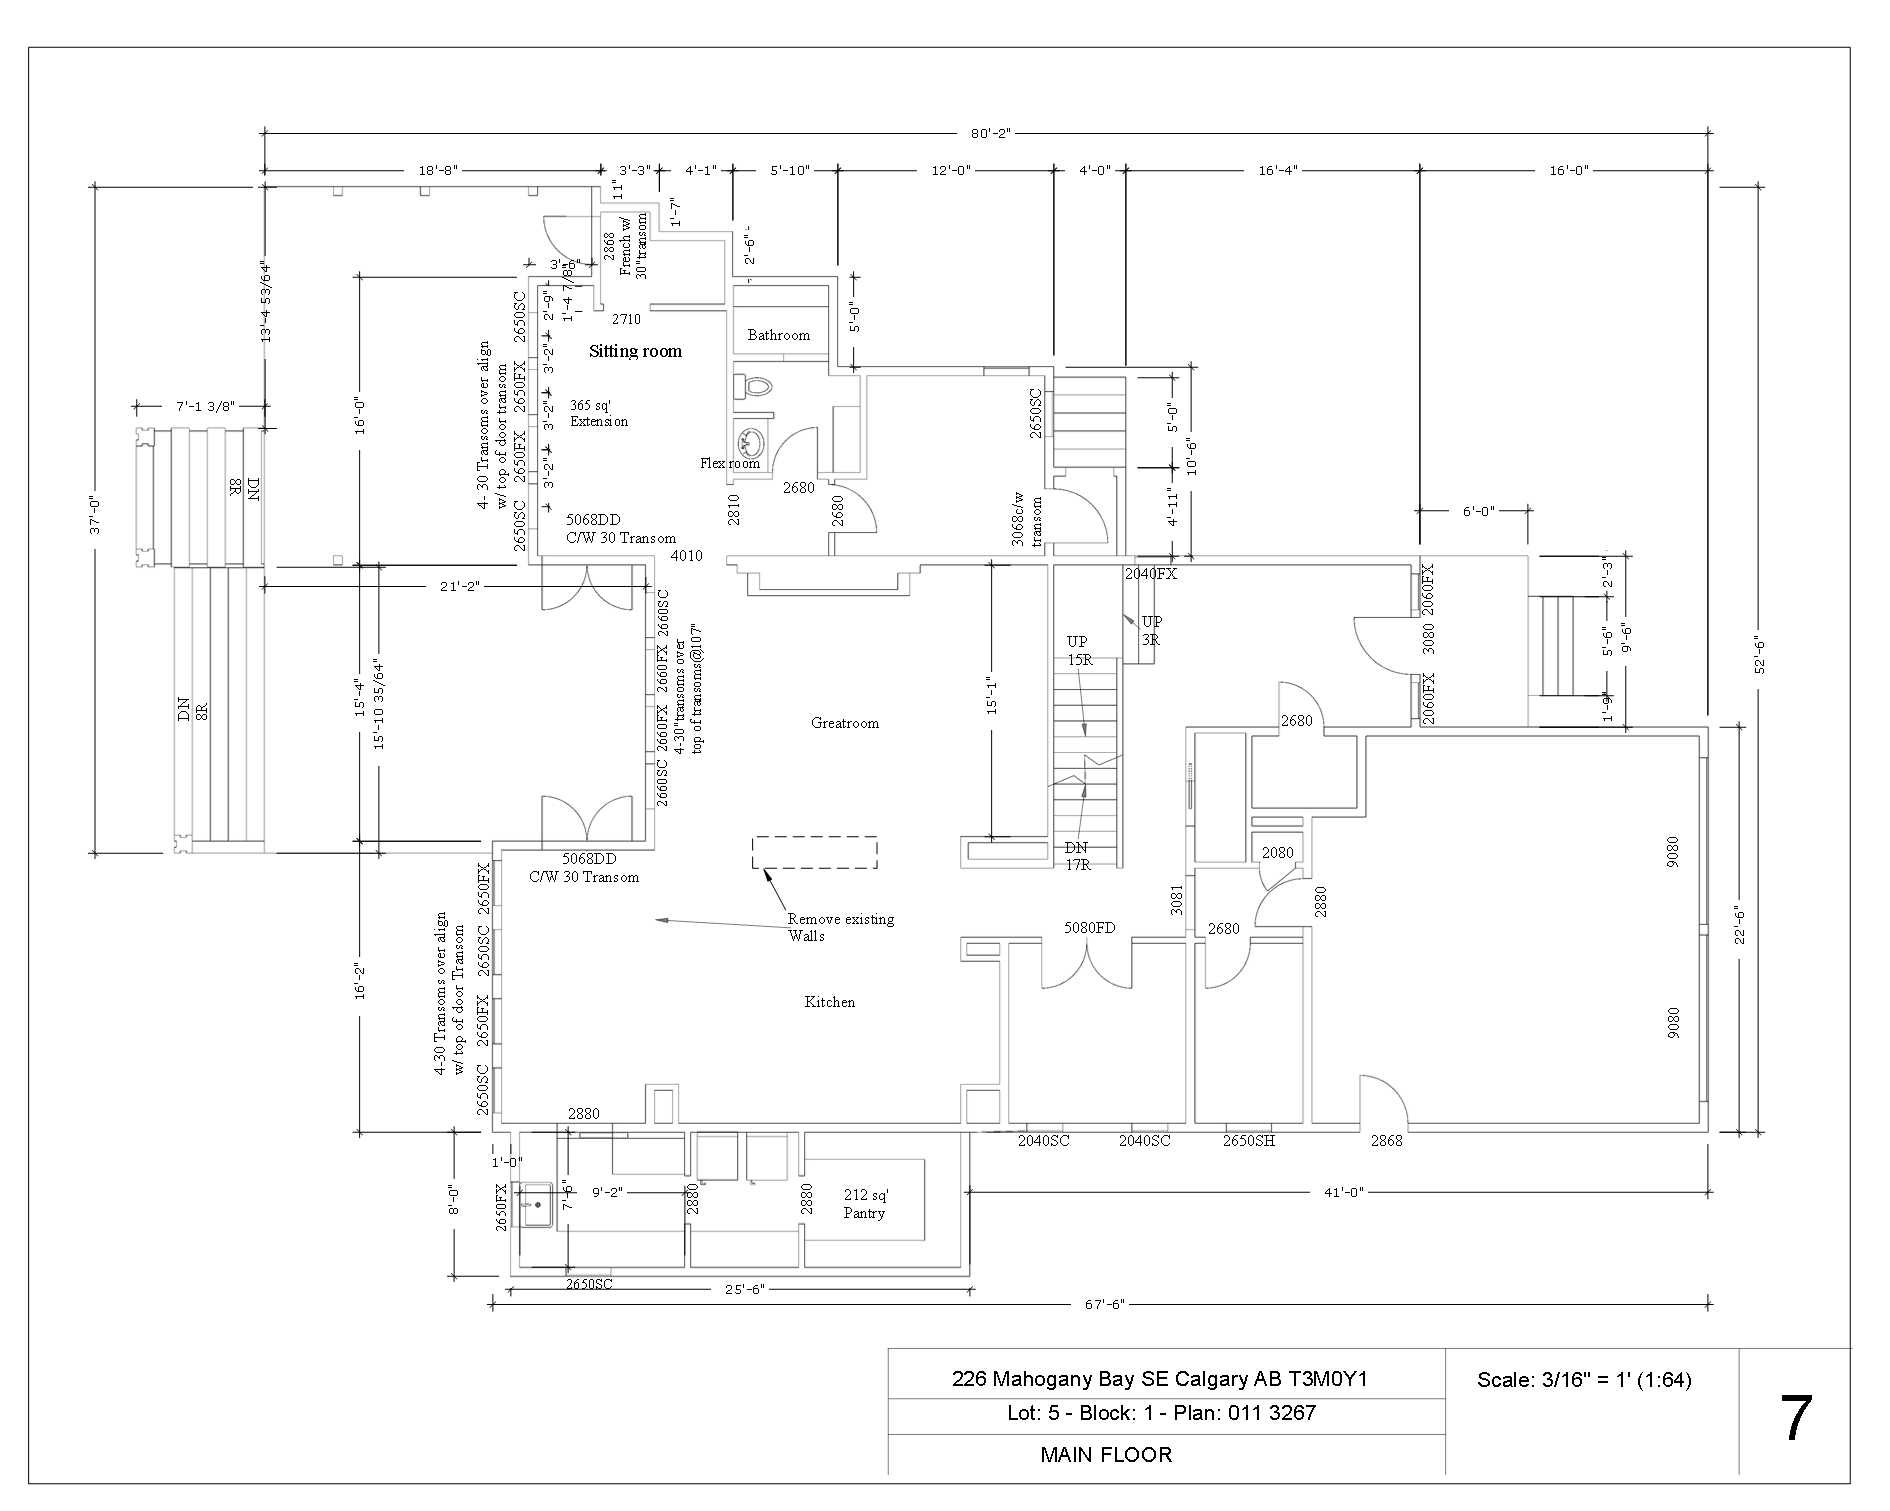 80'-2"
18'-8"
3'-3"
4'-1"
5'-10"
12'-0"
4'-0"
16'-4"
16'-0"
11"
1'-7"
2'-6"
2868
French w/
30"transom
3'-6"
1'-4 7/8"
2'-9"
13'-4 53/64"
37'-0"
2650SC
2710
5'-0"
Bathroom
Sitting room
4- 30 Transoms over align
w/ top of door transom
16'-0"
2650FX
3'-2"
3'-2"
3'-2"
3'-2"
2650FX
2650SC
365 sq'
Extension
7'-1 3/8"
DN
8R
Flex room
2680
2810
2680
2650SC
5'-0"
10'-6"
4'-11"
3068c/w
transom
5068DD
C/W 30 Transom
4010
6'-0"
21'-2"
2040FX
2060FX
2'-3"
3080
5'-6"
9'-6"
2060FX
1'-9"
52'-6"
2660SC
2660FX
2660FX
2660SC
4-30"transoms over
top of transoms@107"
15'-4"
15'-10 35/64"
15'-1"
UP
15R
UP
3R
DN
8R
Greatroom
2680
DN
17R
2080
2880
3081
9080
9080
22'-6"
5068DD
C/W 30 Transom
2650FX
2650SC
2650FX
2650SC
4-30 Transoms over align
w/ top of door Transom
16'-2"
Remove existing
Walls
5080FD
2680
Kitchen
2880
2040SC
2040SC
2650SH
2868
1'-0"
8'-0"
2650FX
7'-6"
9'-2"
2880
2880
212 sq'
Pantry
41'-0"
2650SC
25'-6"
67'-6"
226 Mahogany Bay SE Calgary AB T3M0Y1
Scale: 3/16" = 1' (1:64)
7
Lot: 5 - Block: 1 - Plan: 011 3267
MAIN FLOOR